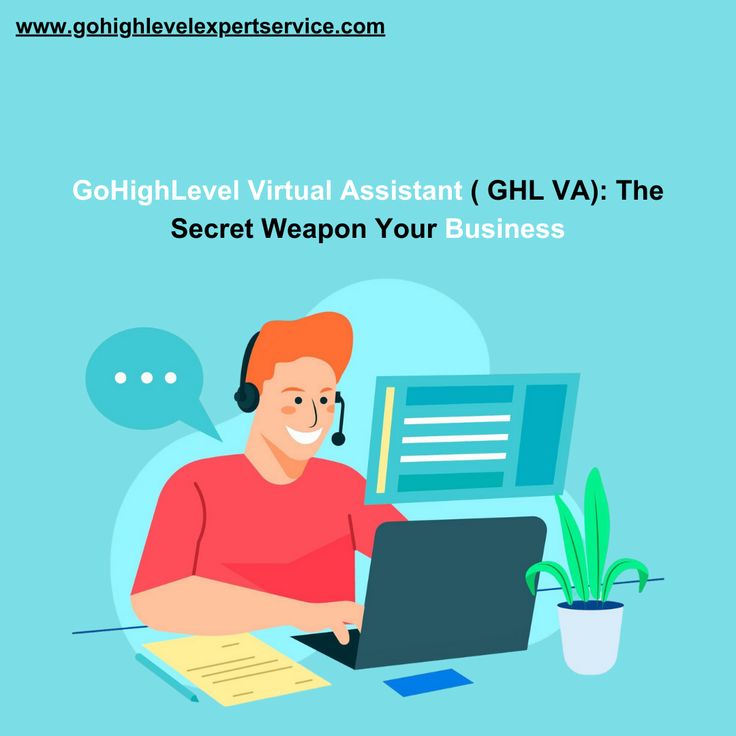 www.gohighlevelexpertservice.com
GoHighLevel Virtual Assistant ( GHL VA): The
Secret Weapon Your Business